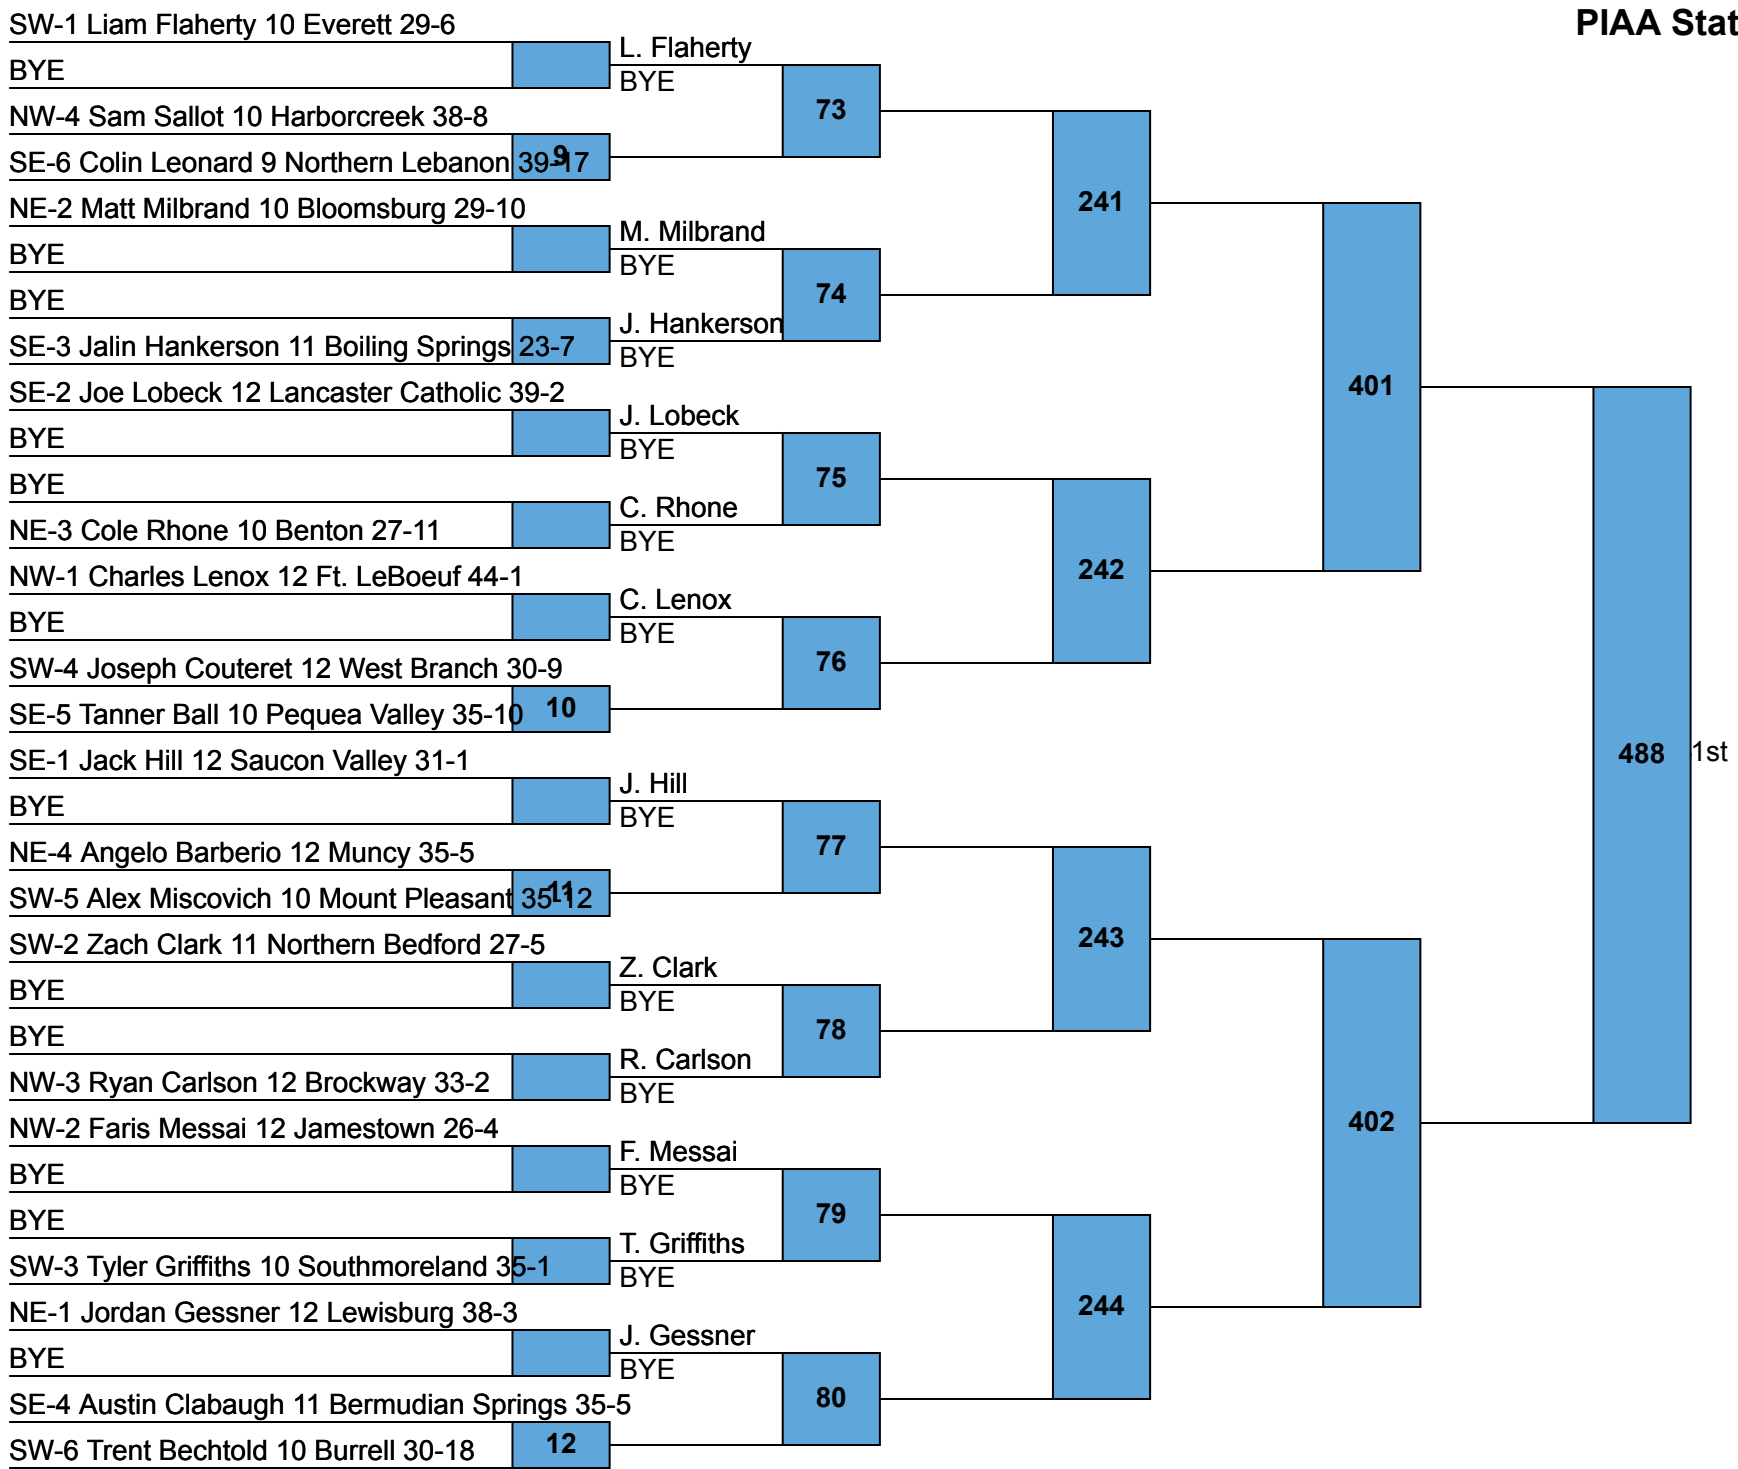 PIAA Stat
SW-1 Liam Flaherty 10 Everett 29-6
BYE
NW-4 Sam Sallot 10 Harborcreek 38-8
SE-6 Colin Leonard 9 Northern Lebanon 39-17
NE-2 Matt Milbrand 10 Bloomsburg 29-10
BYE
BYE
SE-3 Jalin Hankerson 11 Boiling Springs 23-7
SE-2 Joe Lobeck 12 Lancaster Catholic 39-2
BYE
BYE
NE-3 Cole Rhone 10 Benton 27-11
NW-1 Charles Lenox 12 Ft. LeBoeuf 44-1
BYE
SW-4 Joseph Couteret 12 West Branch 30-9
SE-5 Tanner Ball 10 Pequea Valley 35-10
SE-1 Jack Hill 12 Saucon Valley 31-1
BYE
NE-4 Angelo Barberio 12 Muncy 35-5
SW-5 Alex Miscovich 10 Mount Pleasant 35-12
SW-2 Zach Clark 11 Northern Bedford 27-5
BYE
BYE
NW-3 Ryan Carlson 12 Brockway 33-2
NW-2 Faris Messai 12 Jamestown 26-4
BYE
BYE
SW-3 Tyler Griffiths 10 Southmoreland 35-1
NE-1 Jordan Gessner 12 Lewisburg 38-3
BYE
SE-4 Austin Clabaugh 11 Bermudian Springs 35-5
SW-6 Trent Bechtold 10 Burrell 30-18
9
10
11
12
L. Flaherty
BYE
M. Milbrand
BYE
J. Hankerson
BYE
J. Lobeck
BYE
C. Rhone
BYE
C. Lenox
BYE
J. Hill
BYE
Z. Clark
BYE
R. Carlson
BYE
F. Messai
BYE
T. Griffiths
BYE
J. Gessner
BYE
73
74
75
76
77
78
79
80
241
242
243
244
401
402
488
1st